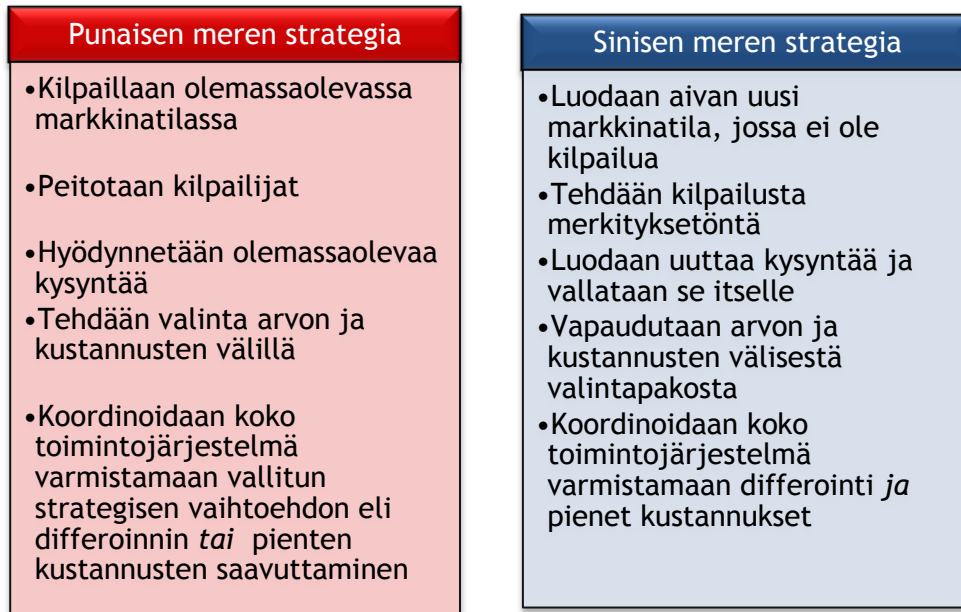 Punaisen meren strategia
•Kilpaillaan olemassaolevassa
markkinatilassa
•Peitotaan kilpailijat
•Hyödynnetään olemassaolevaa
kysyntää
•Tehdään valinta arvon ja
kustannusten välillä
•Koordinoidaan koko
toimintojärjestelmä
varmistamaan vallitun
strategisen vaihtoehdon eli
differoinnin tai pienten
kustannusten saavuttaminen
Sinisen meren strategia
•Luodaan aivan uusi
markkinatila, jossa ei ole
kilpailua
•Tehdään kilpailusta
merkityksetöntä
•Luodaan uuttaa kysyntää ja
vallataan se itselle
•Vapaudutaan arvon ja
kustannusten välisestä
valintapakosta
•Koordinoidaan koko
toimintojärjestelmä
varmistamaan differointi ja
pienet kustannukset